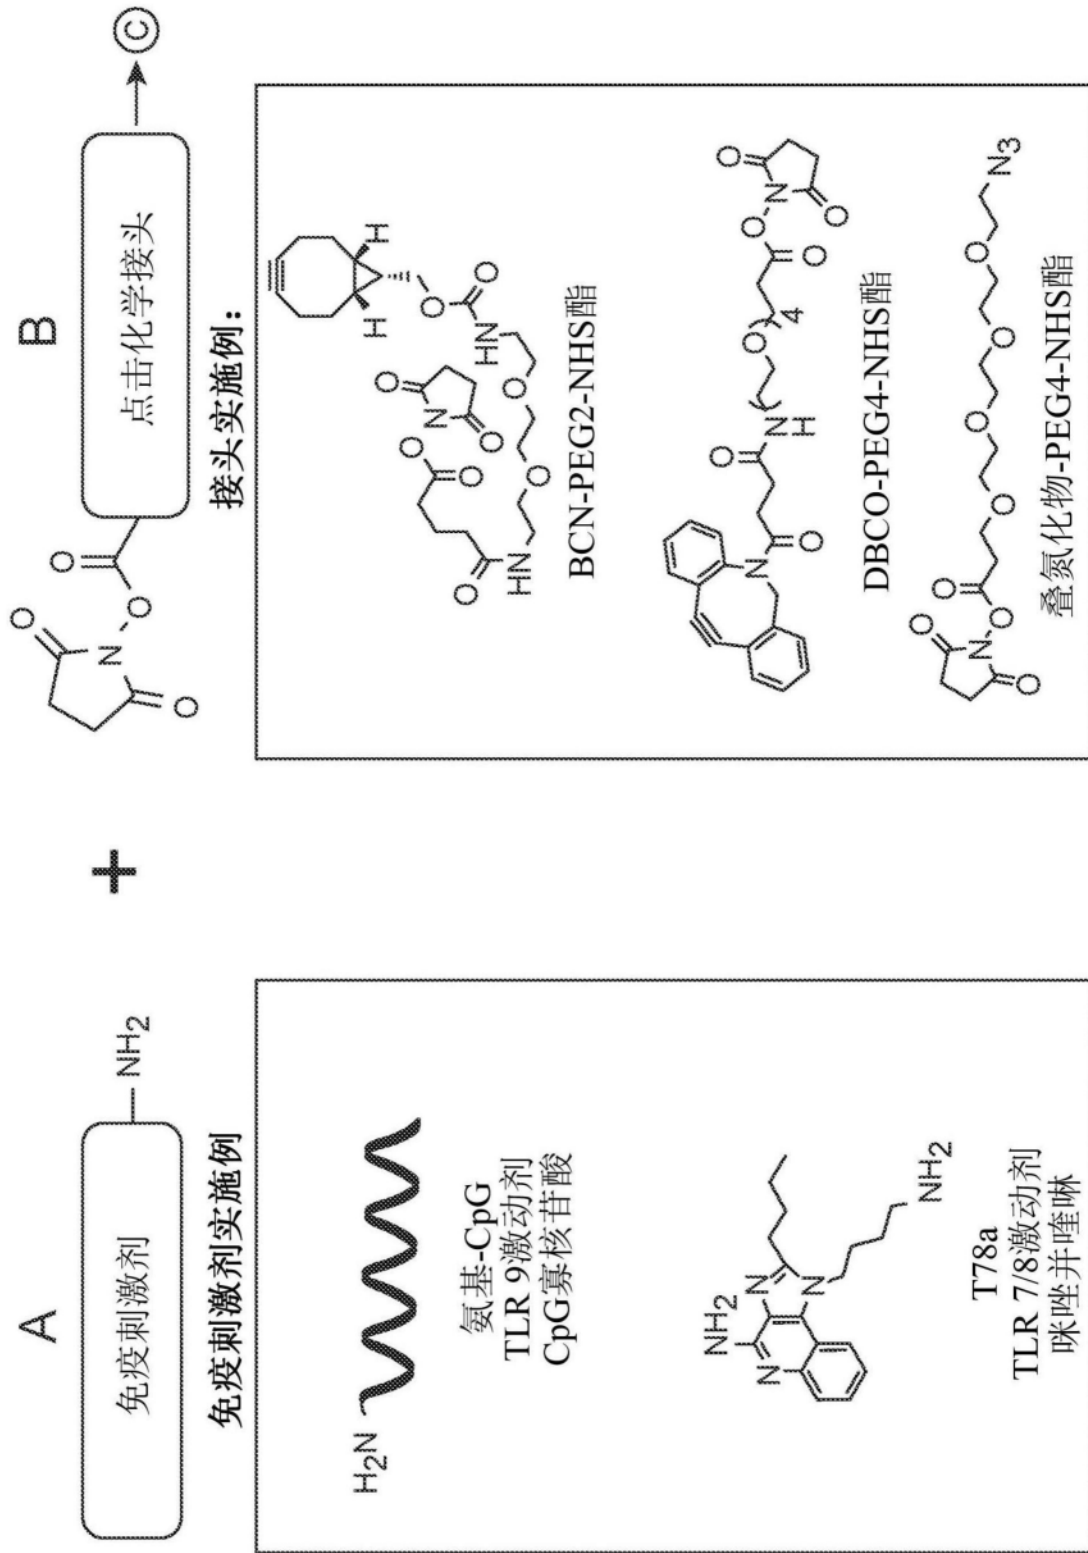 A
免疫刺激剂
NH2
免疫刺激剂实施例
H2N
氨基-CpG
TLR 9激动剂
CpG寡核苷酸
NH2
N
N
N
NH2
T78a
TLR 7/8激动剂
咪唑并喹啉
+
B
O
N
O
O
O
点击化学接头
C
接头实施例:
H
H
O
O
HN
O
O
HN
O
O
O
N
O
O
BCN-PEG2-NHS酯
N
O
O
N
H
O
4
O
O
N
O
O
DBCO-PEG4-NHS酯
O
N
O
O
O
O
O
O
O
N3
叠氮化物-PEG4-NHS酯